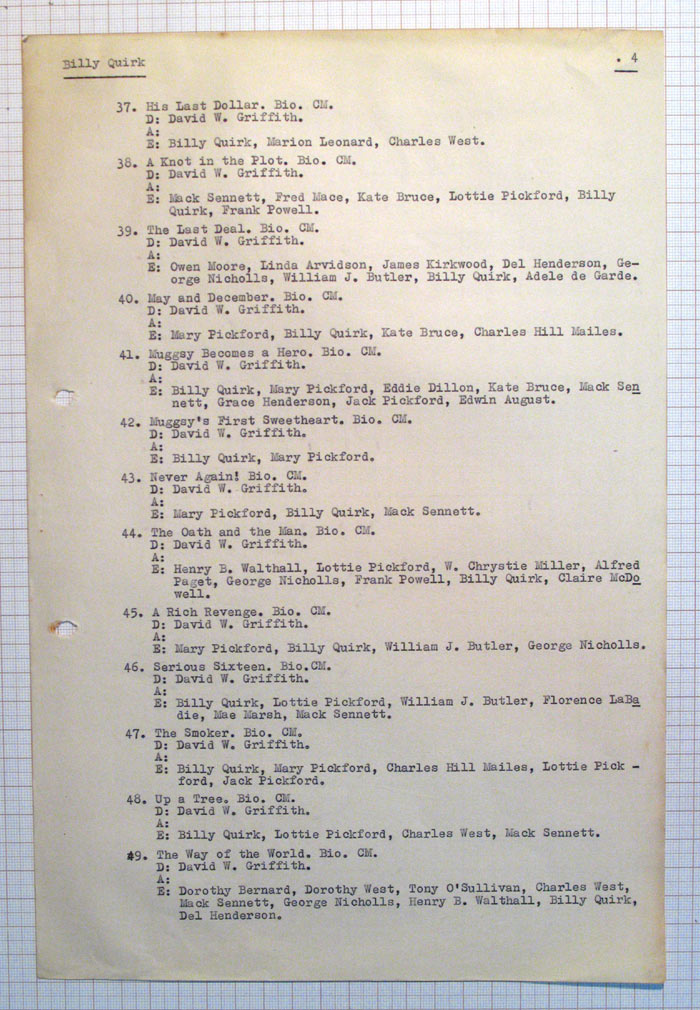 Billy Quirk
. 4
37. His Last Dollar. Bio. CM.
D: David W. Griffith.
A:
E: Billy Quirk, Marion Leonard, Charles West.
38. A Knot in the Plot. Bio. CM.
D: David W. Griffith.
A:
E: Mack Sennett, Fred Mace, Kate Bruce, Lottie Pickford, Billy
Quirk, Frank Powell.
39. The Last Deal. Bio. CM.
D: David W. Griffith.
A:
E: Owen Moore, Linda Arvidson, James Kirkwood, Del Henderson, Ge-
orge Nicholls, William J. Butler, Billy Quirk, Adele de Garde.
40. May and December. Bio. CM.
D: David W. Griffith.
A:
E: Mary Pickford, Billy Quirk, Kate Bruce, Charles Hill Mailes.
41. Muggsy Becomes a Hero. Bio. CM.
D: David W. Griffith.
A:
E: Billy Quirk, Mary Pickford, Eddie Dillon, Kate Bruce, Mack Sen
nett, Grace Henderson, Jack Pickford, Edwin August.
42. Muggsy's First Sweetheart. Bio. CM.
D: David W. Griffith.
A:
E: Billy Quirk, Mary Pickford.
43. Never Again! Bio. CM.
D: David W. Griffith.
A:
E: Mary Pickford, Billy Quirk, Mack Sennett.
44. The Oath and the Man. Bio. CM.
D: David W. Griffith.
A:
E: Henry B. Walthall, Lottie Pickford, W. Chrystie Miller, Alfred
Paget, George Nicholls, Frank Powell, Billy Quirk, Claire McDo
well.
45. A Rich Revenge. Bio. CM.
D: David W. Griffith.
A:
E: Mary Pickford, Billy Quirk, William J. Butler, George Nicholls.
46. Serious Sixteen. Bio.CM.
D: David W. Griffith.
A:
E: Billy Quirk, Lottie Pickford, William J. Butler, Florence LaBa
die, Mae Marsh, Mack Sennett.
47. The Smoker. Bio. CM.
D: David W. Griffith.
A:
E: Billy Quirk, Mary Pickford, Charles Hill Mailes, Lottie Pick -
ford, Jack Pickford.
48. Up a Tree. Bio. CM.
D: David W. Griffith.
A:
E: Billy Quirk, Lottie Pickford, Charles West, Mack Sennett.
49. The Way of the World. Bio. CM.
D: David W. Griffith.
A:
E: Dorothy Bernard, Dorothy West, Tony O'Sullivan, Charles West,
Mack Sennett, George Nicholls, Henry B. Walthall, Billy Quirk,
Del Henderson.